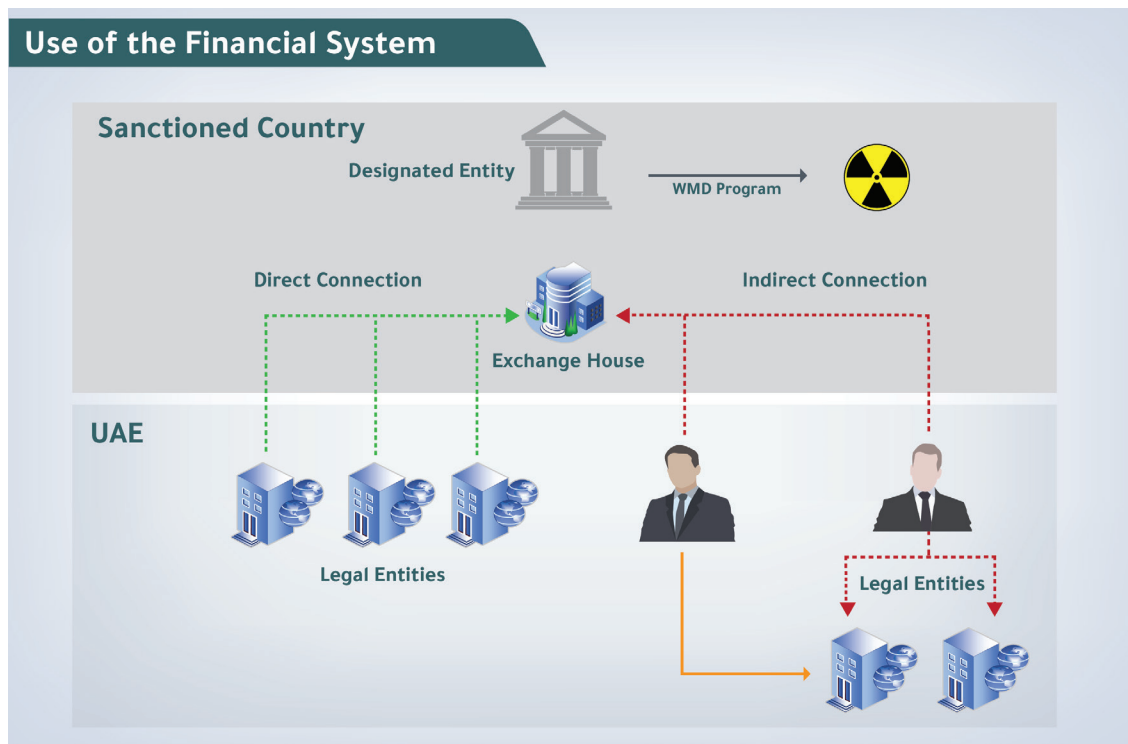 Use of the Financial System
Sanctioned Country
Designated Entity
WMD Program
Direct Connection
Indirect Connection
Exchange House
UAE
Legal Entities
Legal Entities